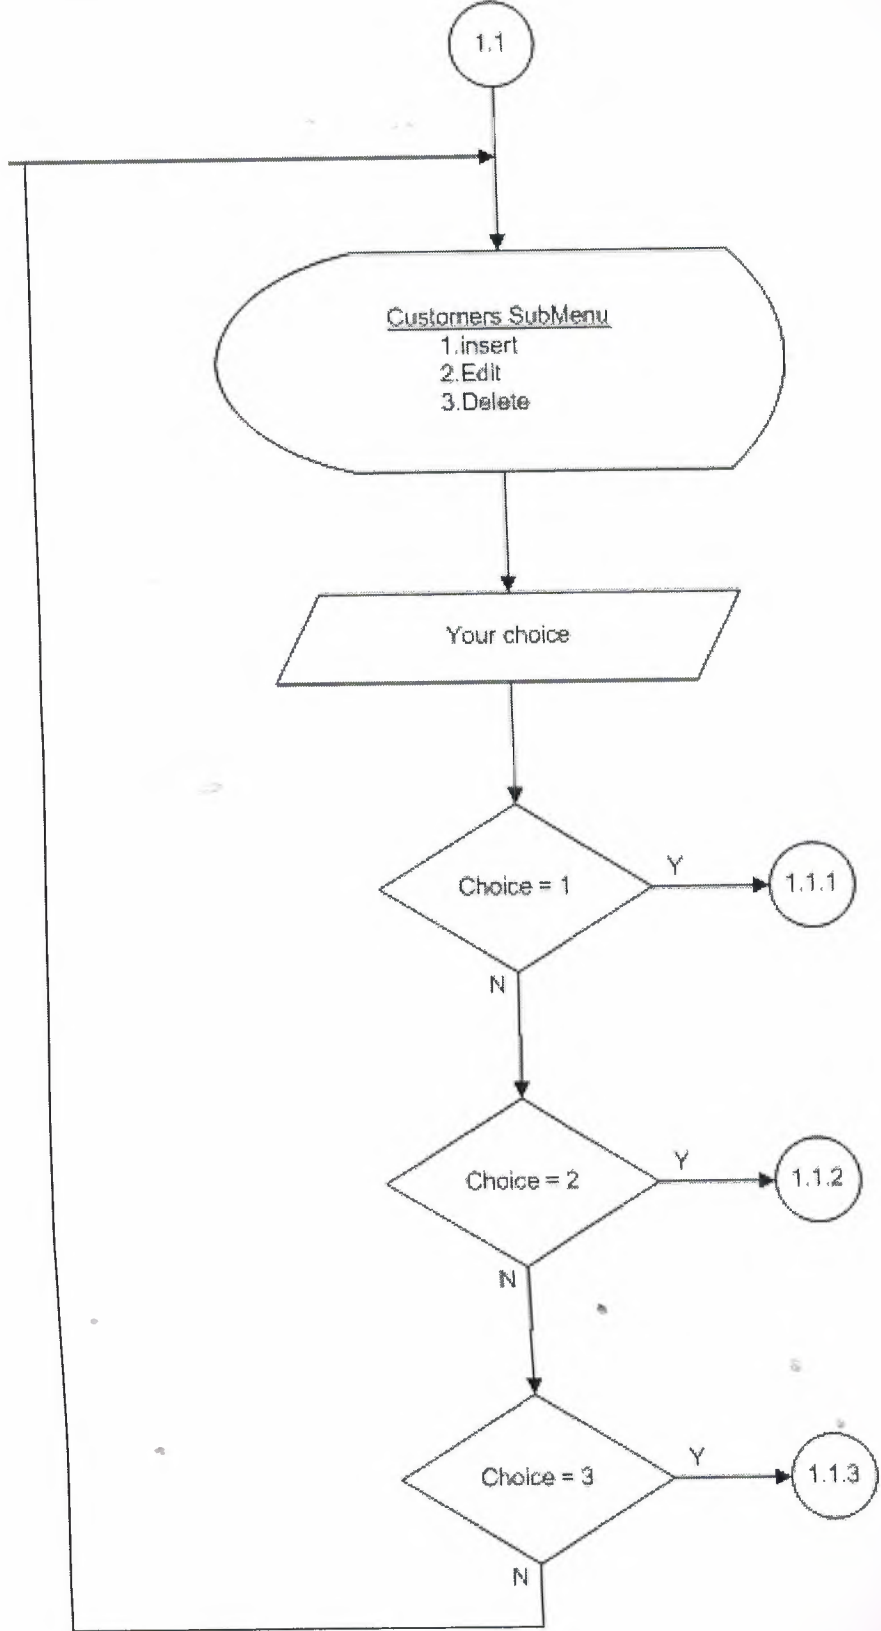 1.1
Customers SubMenu
1.insert
2.Edit
3.Delete
Your choice
Choice = 1
Y
1.1.1
N
Choice = 2
Y
1.1.2
N
Choice = 3
Y
1.1.3
N